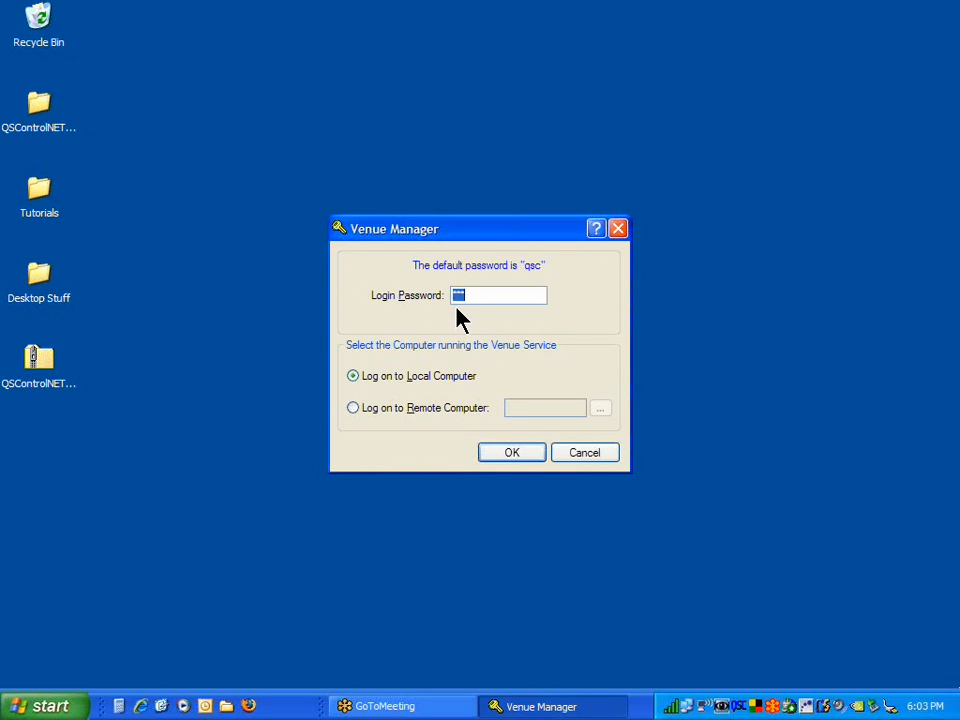 Recycle Bin
QSControlNET...
Tutorials
Desktop Stuff
QSControlNET...
Venue Manager
The default password is "qsc"
Login Password: ***
Select the Computer running the Venue Service
Log on to Local Computer
Log on to Remote Computer: ...
OK Cancel
start GoToMeeting Venue Manager QSC 6:03 PM